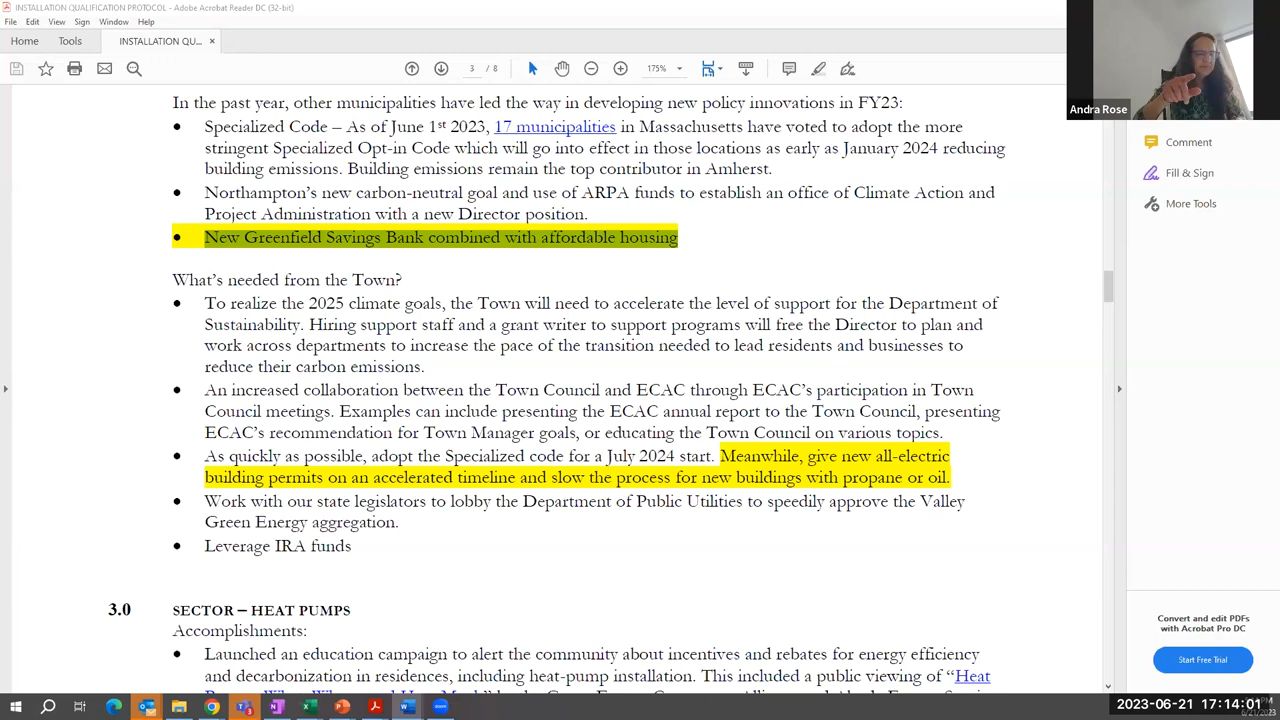 INSTALLATION QUALIFICATION PROTOCOL - Adobe Acrobat Reader DC (32-bit)
File Edit View Sign Window Help
Home Tools INSTALLATION QU... ×
3 / 8 175%
Andra Rose
Comment
Fill & Sign
More Tools
In the past year, other municipalities have led the way in developing new policy innovations in FY23:
• Specialized Code – As of June 1st 2023, 17 municipalities in Massachusetts have voted to adopt the more
stringent Specialized Opt-in Code which will go into effect in those locations as early as January 2024 reducing
building emissions. Building emissions remain the top contributor in Amherst.
• Northampton's new carbon-neutral goal and use of ARPA funds to establish an office of Climate Action and
Project Administration with a new Director position.
• New Greenfield Savings Bank combined with affordable housing
What's needed from the Town?
• To realize the 2025 climate goals, the Town will need to accelerate the level of support for the Department of
Sustainability. Hiring support staff and a grant writer to support programs will free the Director to plan and
work across departments to increase the pace of the transition needed to lead residents and businesses to
reduce their carbon emissions.
• An increased collaboration between the Town Council and ECAC through ECAC's participation in Town
Council meetings. Examples can include presenting the ECAC annual report to the Town Council, presenting
ECAC's recommendation for Town Manager goals, or educating the Town Council on various topics.
• As quickly as possible, adopt the Specialized code for a July 2024 start. Meanwhile, give new all-electric
building permits on an accelerated timeline and slow the process for new buildings with propane or oil.
• Work with our state legislators to lobby the Department of Public Utilities to speedily approve the Valley
Green Energy aggregation.
• Leverage IRA funds
3.0 SECTOR – HEAT PUMPS
Accomplishments:
• Launched an education campaign to alert the community about incentives and rebates for energy efficiency
and decarbonization in residences, including heat-pump installation. This included a public viewing of "Heat
Convert and edit PDFs
with Acrobat Pro DC
Start Free Trial
2023-06-21 17:14:01